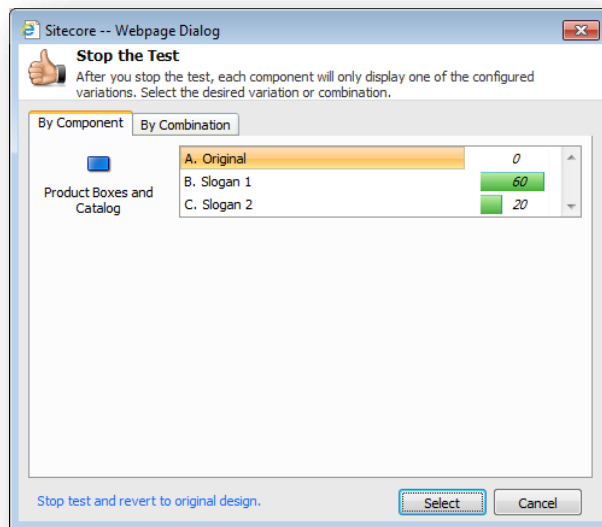 Sitecore -- Webpage Dialog
Stop the Test
After you stop the test, each component will only display one of the configured
variations. Select the desired variation or combination.
By Component By Combination
Product Boxes and
Catalog
A. Original 0
B. Slogan 1 60
C. Slogan 2 20
Stop test and revert to original design.
Select Cancel